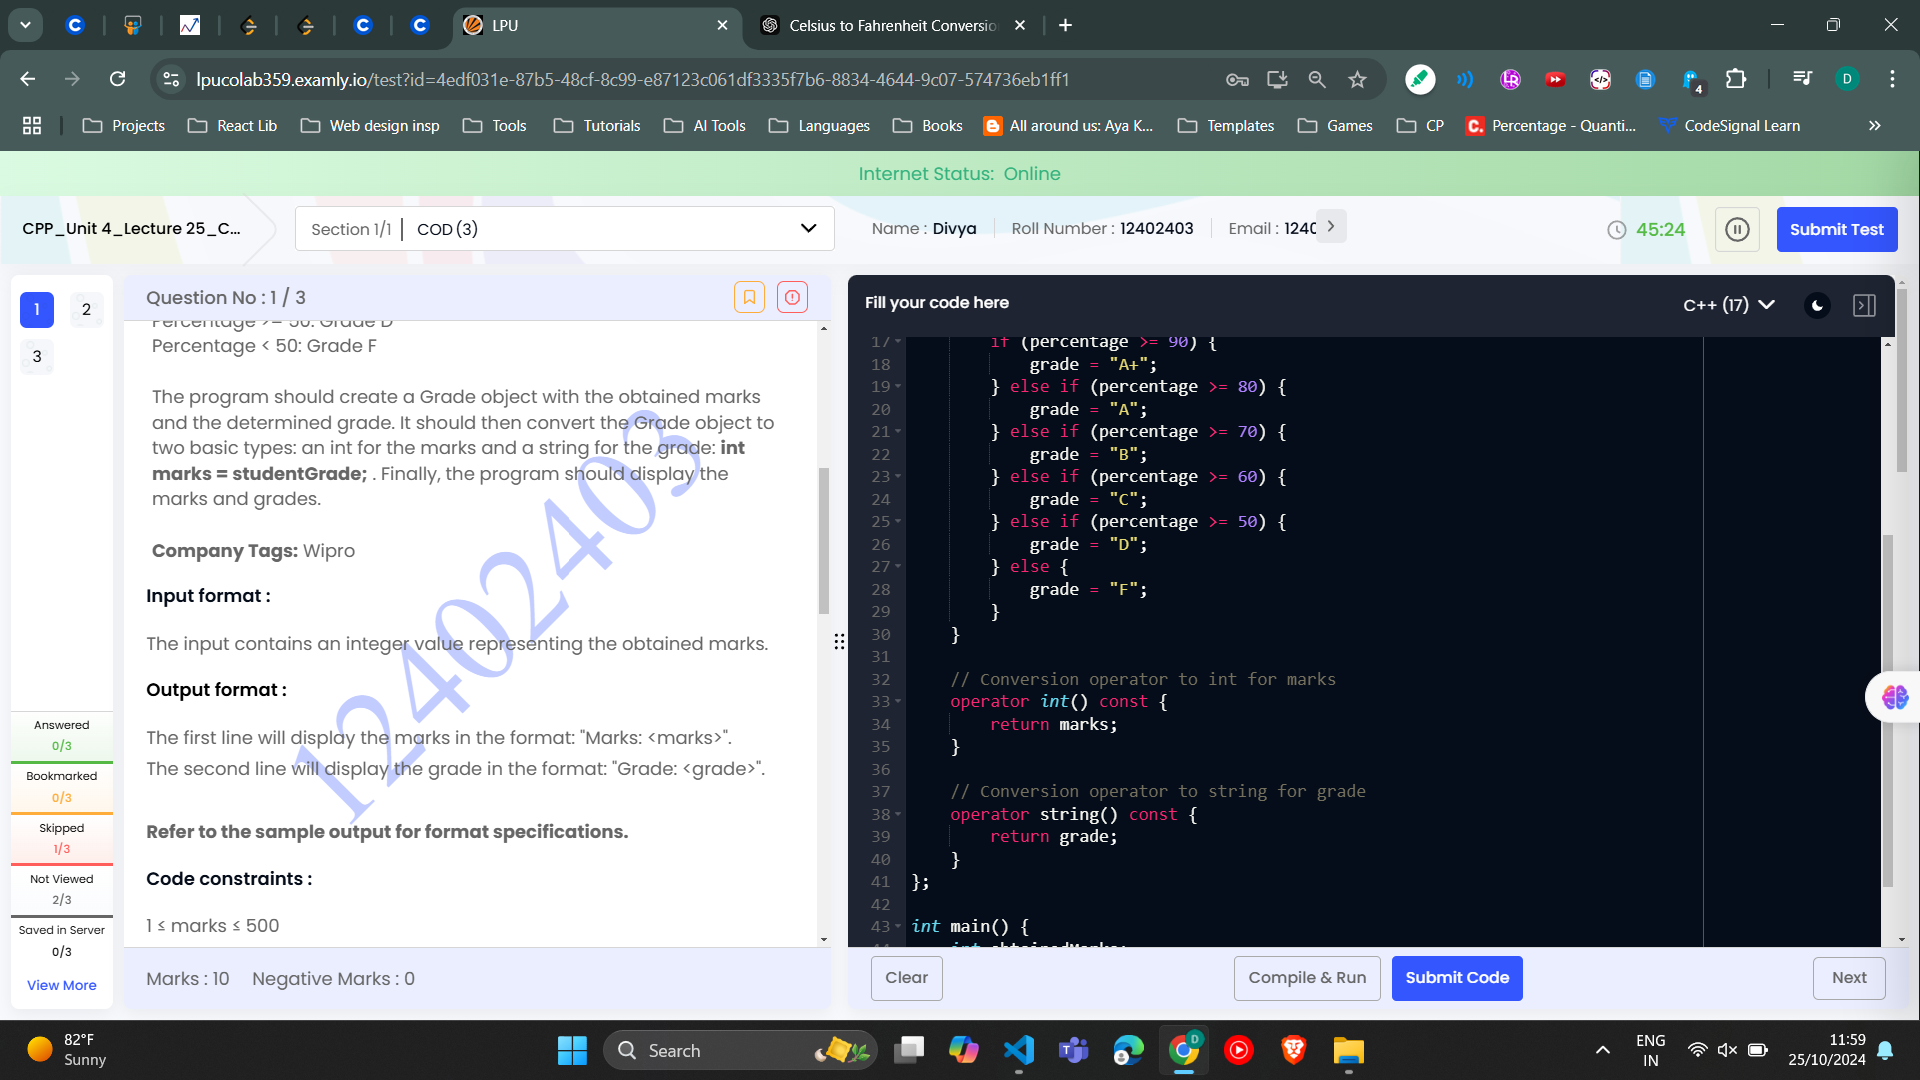 LPU
Celsius to Fahrenheit Conversio
lpucolab359.examly.io/test?id=4edf031e-87b5-48cf-8c99-e87123c061df3335f7b6-8834-4644-9c07-574736eb1ff1
4
D
Projects
React Lib
Web design insp
Tools
Tutorials
AI Tools
Languages
Books
All around us: Aya K...
Templates
Games
CP
Percentage - Quanti...
CodeSignal Learn
Internet Status: Online
CPP_Unit 4_Lecture 25_C...
Section 1/1
COD (3)
Name : Divya
Roll Number : 12402403
Email : 1240
45:24
Submit Test
1
2
3
Question No : 1 / 3
Percentage >= 50: Grade D
Percentage < 50: Grade F
The program should create a Grade object with the obtained marks
and the determined grade. It should then convert the Grade object to
two basic types: an int for the marks and a string for the grade: int
marks = studentGrade; . Finally, the program should display the
marks and grades.
Company Tags: Wipro
Input format :
The input contains an integer value representing the obtained marks.
Output format :
The first line will display the marks in the format: "Marks: <marks>".
The second line will display the grade in the format: "Grade: <grade>".
Refer to the sample output for format specifications.
Code constraints :
1 ≤ marks ≤ 500
12402403
Marks : 10
Negative Marks : 0
Answered
0/3
Bookmarked
0/3
Skipped
1/3
Not Viewed
2/3
Saved in Server
0/3
View More
Fill your code here
C++ (17)
17 if (percentage >= 90) {
18 grade = "A+";
19 } else if (percentage >= 80) {
20 grade = "A";
21 } else if (percentage >= 70) {
22 grade = "B";
23 } else if (percentage >= 60) {
24 grade = "C";
25 } else if (percentage >= 50) {
26 grade = "D";
27 } else {
28 grade = "F";
29 }
30 }
31
32 // Conversion operator to int for marks
33 operator int() const {
34 return marks;
35 }
36
37 // Conversion operator to string for grade
38 operator string() const {
39 return grade;
40 }
41 };
42
43 int main() {
44 int obtainedMarks;
Clear
Compile & Run
Submit Code
Next
82°F
Sunny
Search
D
ENG
IN
11:59
25/10/2024